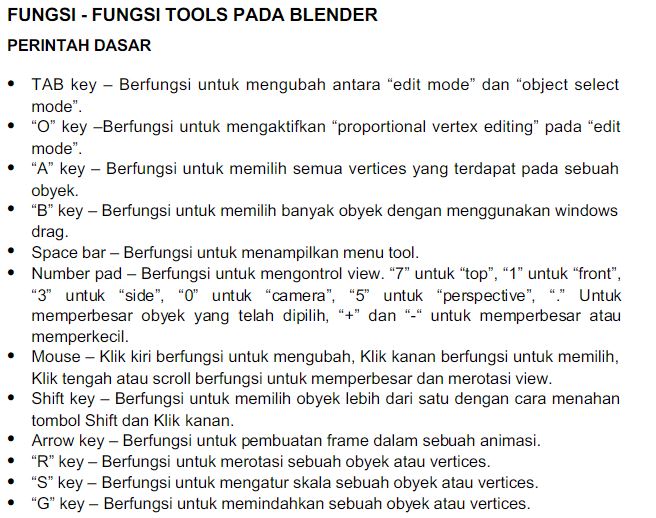 FUNGSI - FUNGSI TOOLS PADA BLENDER
PERINTAH DASAR
• TAB key – Berfungsi untuk mengubah antara “edit mode” dan “object select
mode”.
• “O” key –Berfungsi untuk mengaktifkan “proportional vertex editing” pada “edit
mode”.
• “A” key – Berfungsi untuk memilih semua vertices yang terdapat pada sebuah
obyek.
• “B” key – Berfungsi untuk memilih banyak obyek dengan menggunakan windows
drag.
• Space bar – Berfungsi untuk menampilkan menu tool.
• Number pad – Berfungsi untuk mengontrol view. “7” untuk “top”, “1” untuk “front”,
“3” untuk “side”, “0” untuk “camera”, “5” untuk “perspective”, “.” Untuk
memperbesar obyek yang telah dipilih, “+” dan “-“ untuk memperbesar atau
memperkecil.
• Mouse – Klik kiri berfungsi untuk mengubah, Klik kanan berfungsi untuk memilih,
Klik tengah atau scroll berfungsi untuk memperbesar dan merotasi view.
• Shift key – Berfungsi untuk memilih obyek lebih dari satu dengan cara menahan
tombol Shift dan Klik kanan.
• Arrow key – Berfungsi untuk pembuatan frame dalam sebuah animasi.
• “R” key – Berfungsi untuk merotasi sebuah obyek atau vertices.
• “S” key – Berfungsi untuk mengatur skala sebuah obyek atau vertices.
• “G” key – Berfungsi untuk memindahkan sebuah obyek atau vertices.